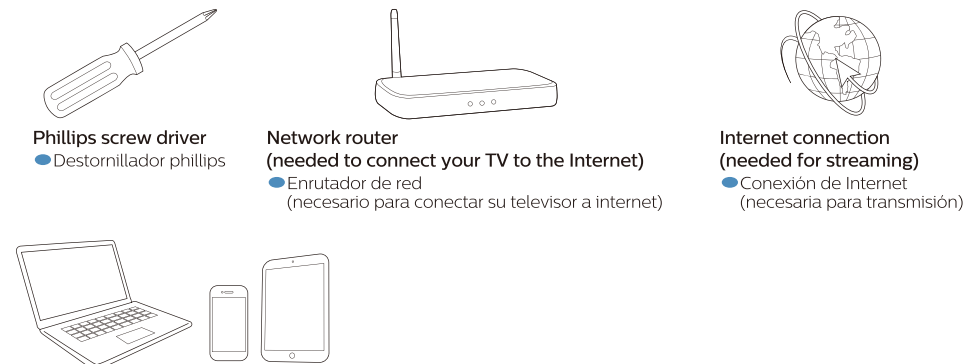 Phillips screw driver
Destornillador phillips
Network router
(needed to connect your TV to the Internet)
Enrutador de red
(necesario para conectar su televisor a internet)
Internet connection
(needed for streaming)
Conexión de Internet
(necesaria para transmisión)